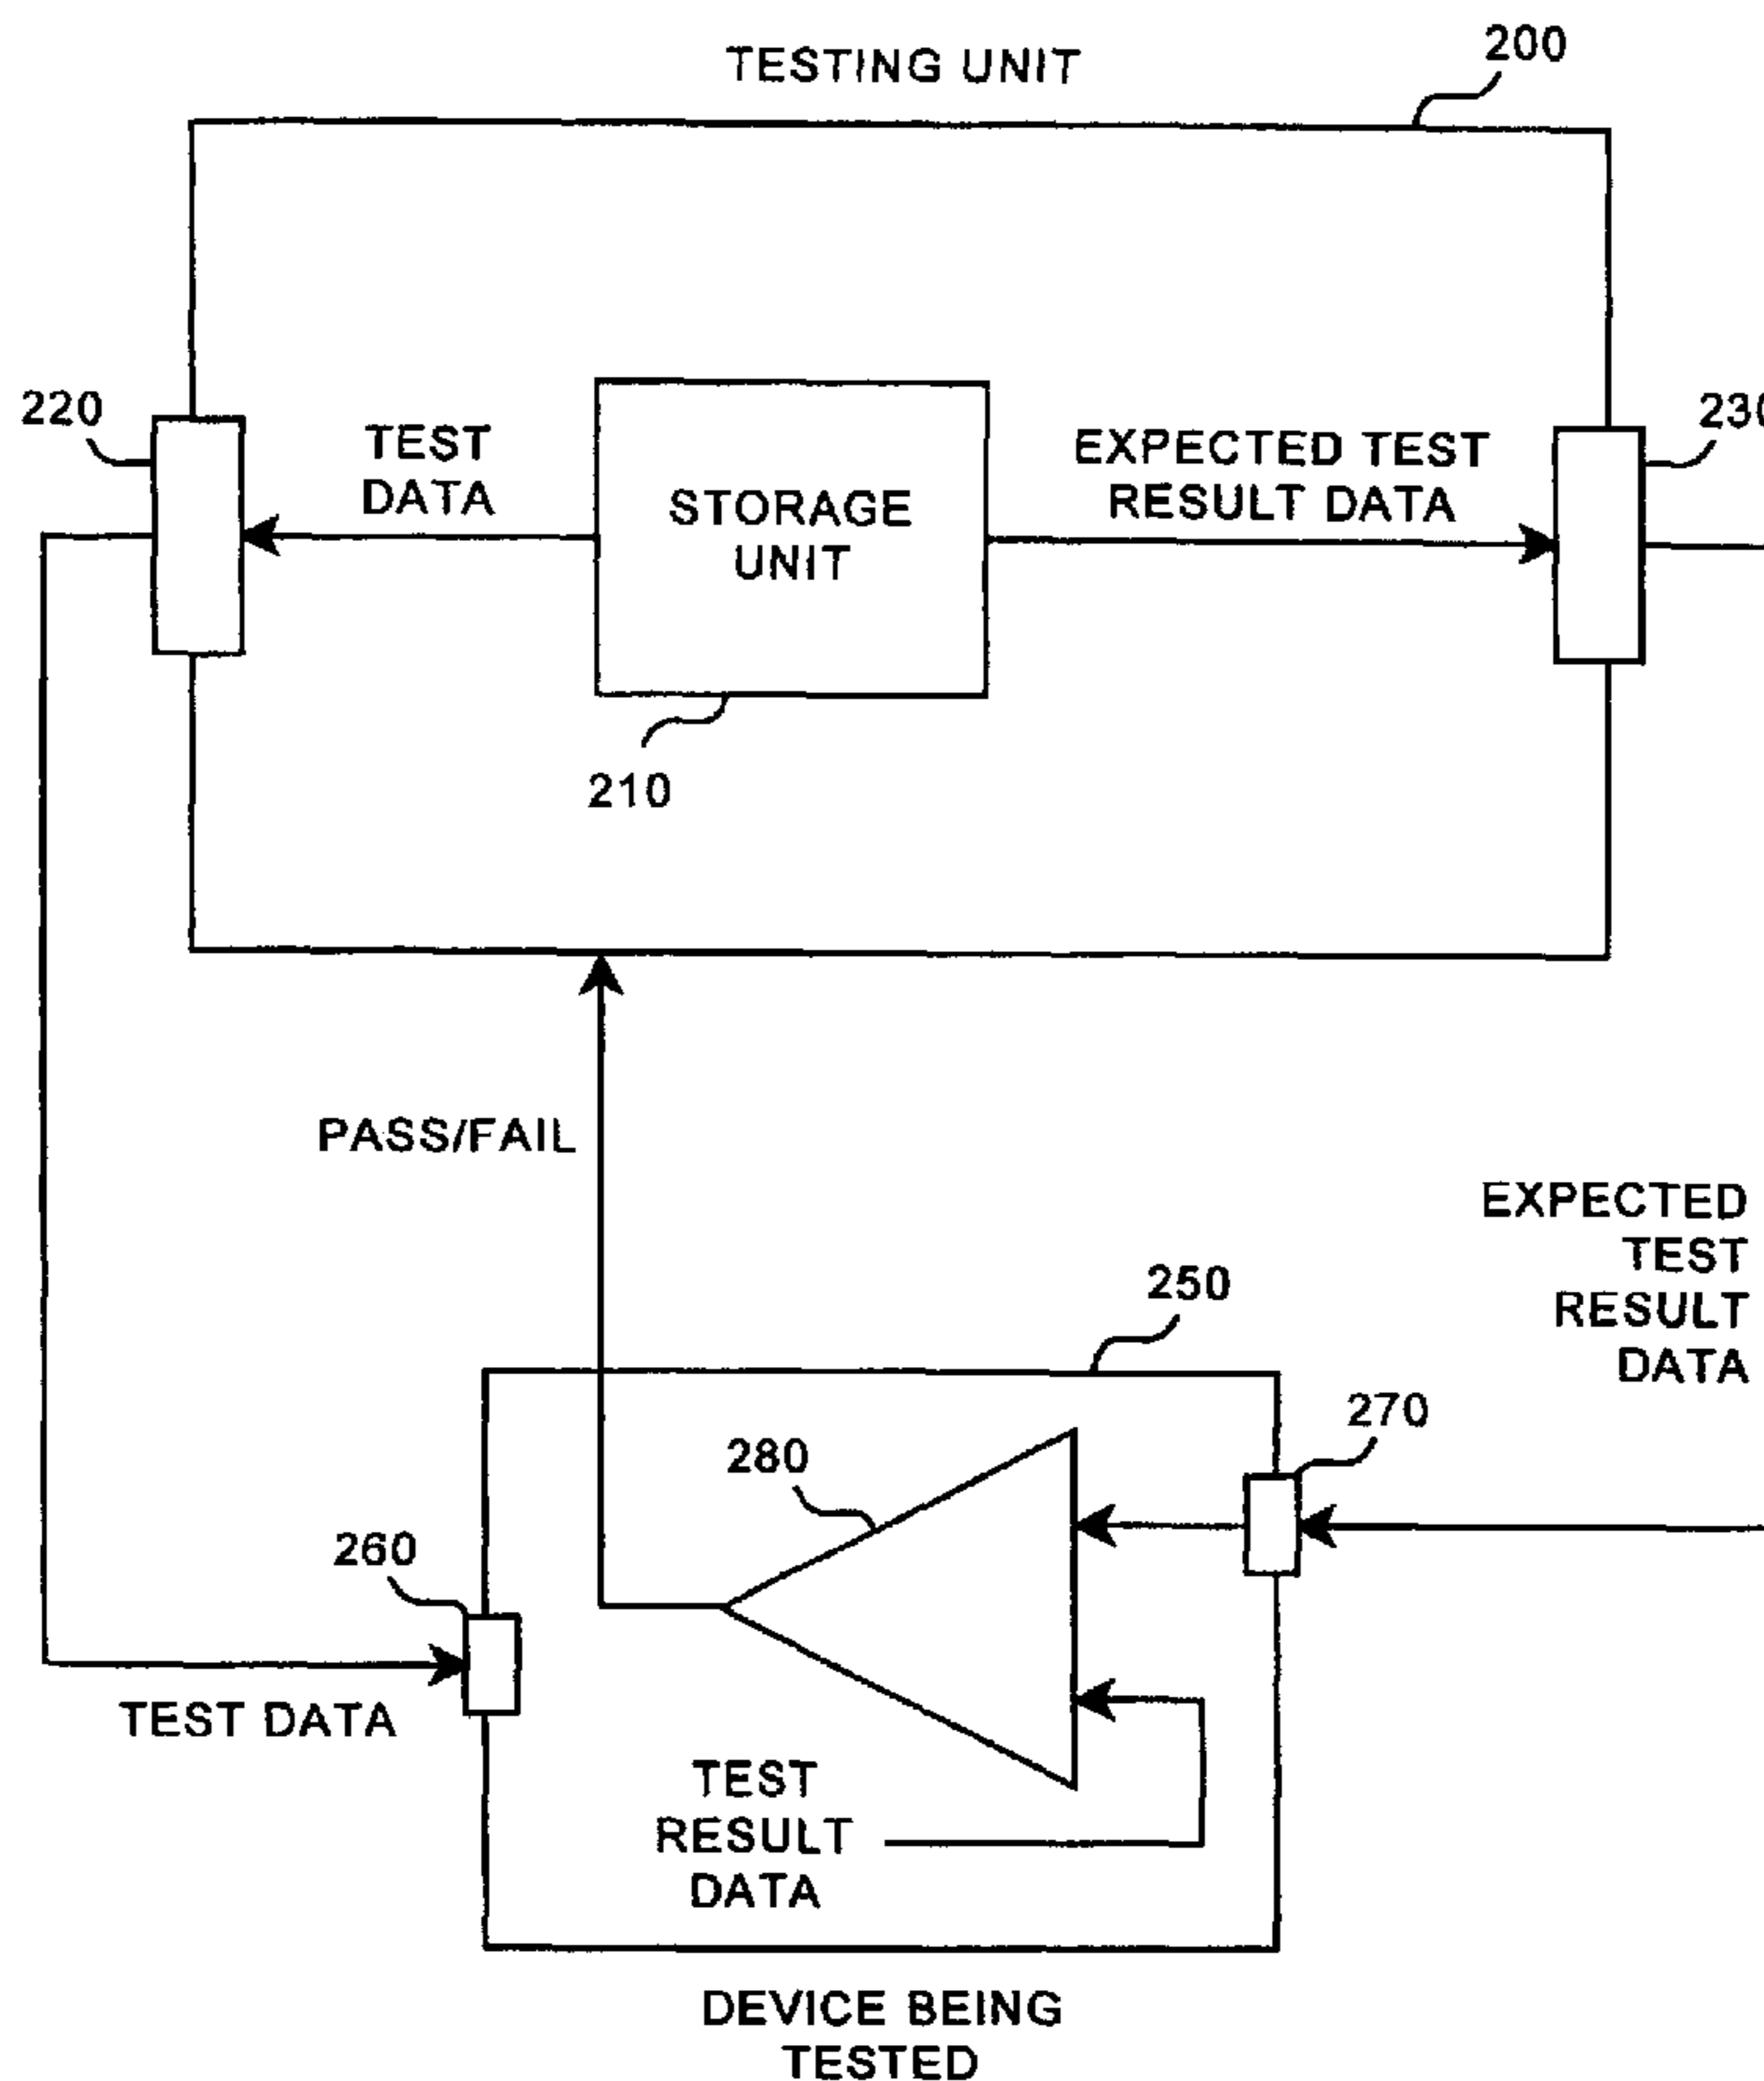 TESTING UNIT
200
220
TEST
DATA
STORAGE
UNIT
EXPECTED TEST
RESULT DATA
230
210
PASS/FAIL
EXPECTED
TEST
RESULT
DATA
250
270
280
260
TEST DATA
TEST
RESULT
DATA
DEVICE BEING
TESTED